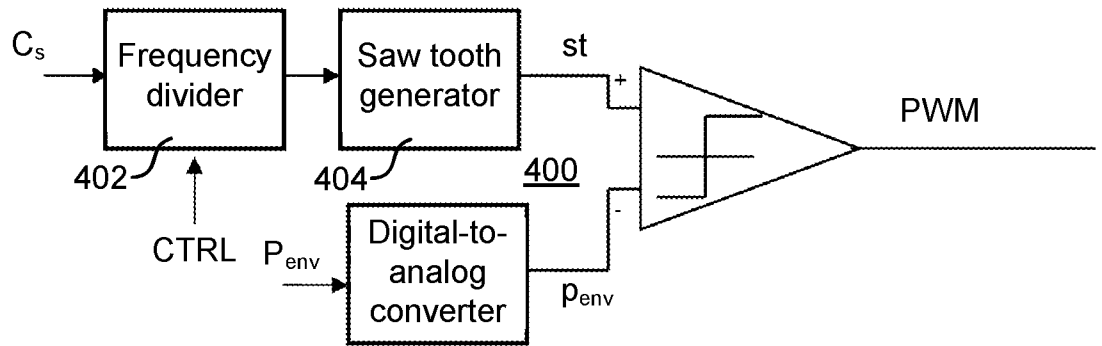 Cs
Frequency
divider
402
CTRL
Saw tooth
generator
404
st
400
Penv
Digital-to-
analog
converter
penv
+
-
PWM